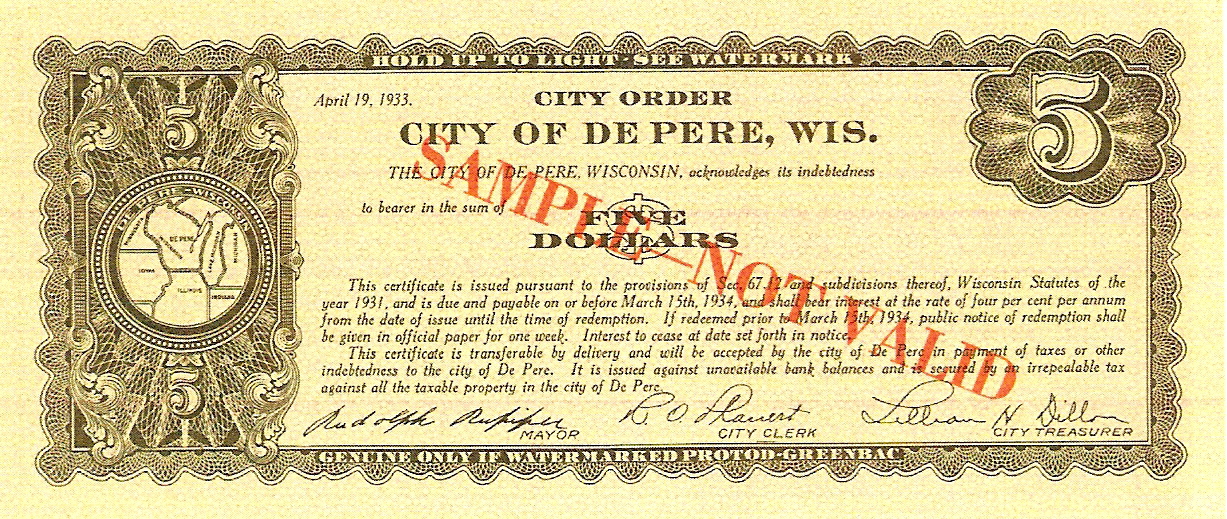 HOLD UP TO LIGHT-SEE WATERMARK
April 19, 1933.
CITY ORDER
5
5
CITY OF DE PERE, WIS.
THE CITY OF DE PERE, WISCONSIN, acknowledges its indebtedness
to bearer in the sum of
FIVE
DOLLARS
SAMPLE—NOT VALID
DE PERE-WISCONSIN
DE PERE
MICHIGAN
IOWA
ILLINOIS
INDIANA
This certificate is issued pursuant to the provisions of Sec. 67.12 and subdivisions thereof, Wisconsin Statutes of the
year 1931, and is due and payable on or before March 15th, 1934, and shall bear interest at the rate of four per cent per annum
from the date of issue until the time of redemption. If redeemed prior to March 15th, 1934, public notice of redemption shall
be given in official paper for one week. Interest to cease at date set forth in notice.
This certificate is transferable by delivery and will be accepted by the city of De Pere in payment of taxes or other
indebtedness to the city of De Pere. It is issued against unavailable bank balances and is secured by an irrepealable tax
against all the taxable property in the city of De Pere.
5
Rudolph
Lillian H Dillon
MAYOR
CITY CLERK
CITY TREASURER
GENUINE ONLY IF WATERMARKED PROTOD-GREENBAC